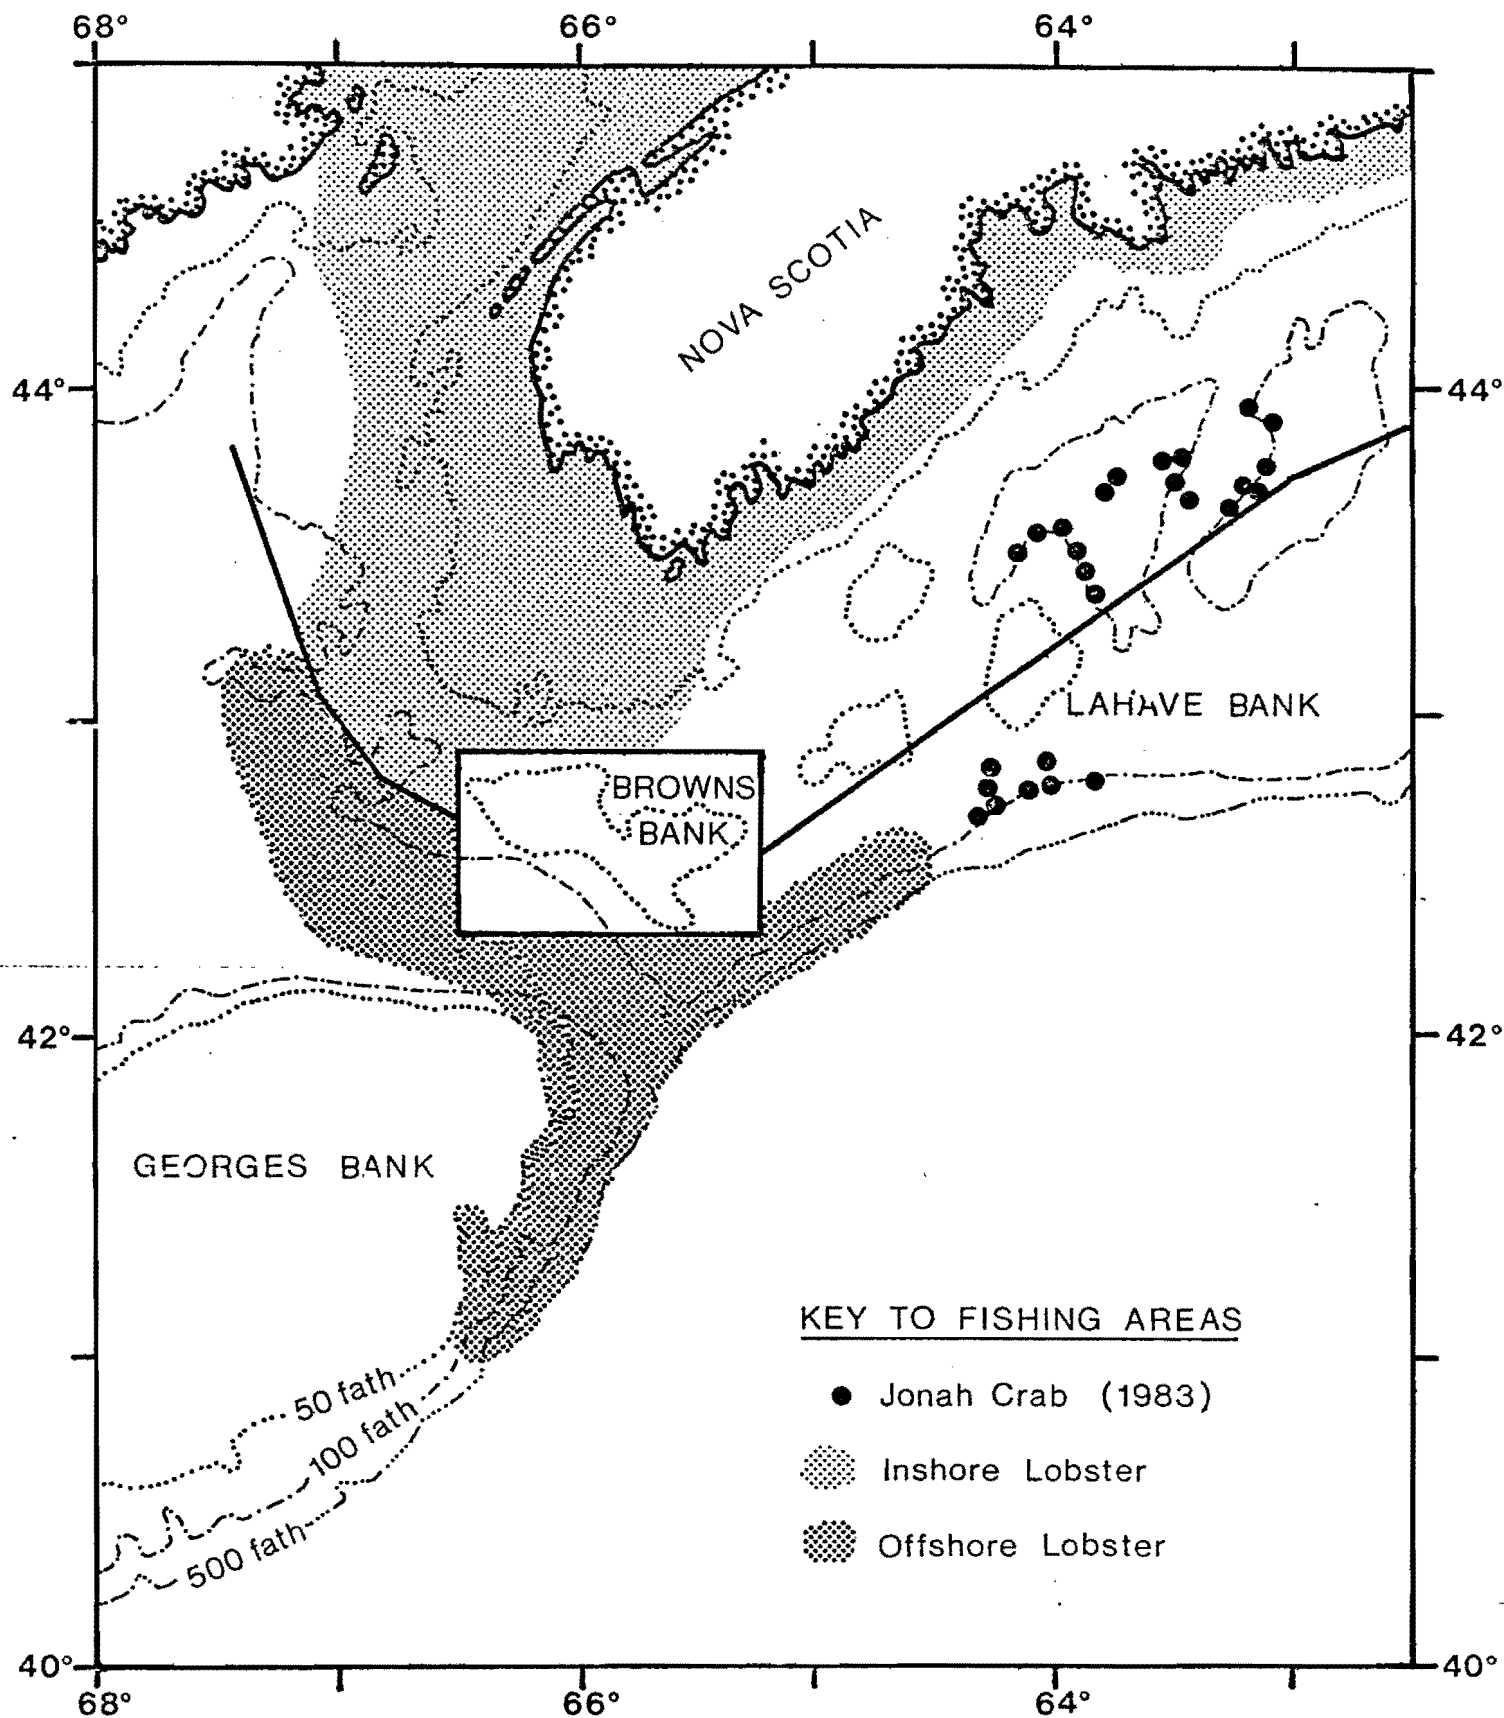 68° 66° 64°
NOVA SCOTIA
44° 44°
LAHAVE BANK
BROWNS
BANK
42° 42°
GEORGES BANK
KEY TO FISHING AREAS
50 fath
Jonah Crab (1983)
100 fath
Inshore Lobster
500 fath
Offshore Lobster
40° 40°
68° 66° 64°